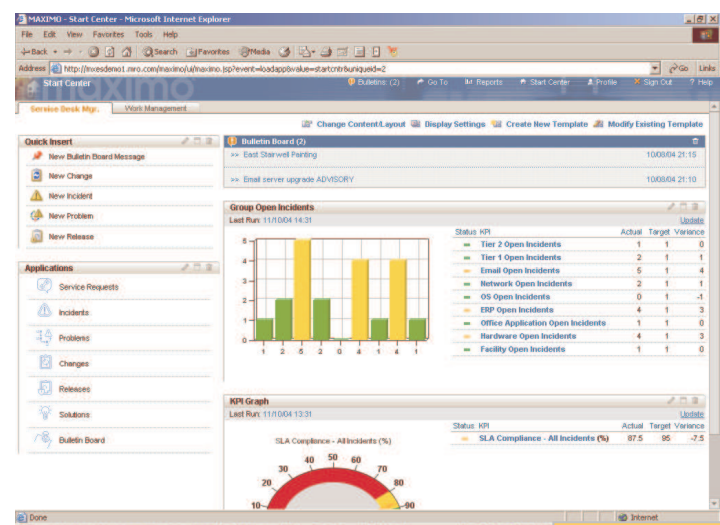 MAXIMO - Start Center - Microsoft Internet Explorer
File Edit View Favorites Tools Help
Back Search Favorites Media
Address http://mxesdemo1.mro.com/maximo/ui/maximo.jsp?event=loadapp&value=startcntr&uniqueid=2 Go Links
maximo
Start Center Bulletins: (2) Go To Reports Start Center Profile Sign Out ? Help
Service Desk Mgr. Work Management
Change Content/Layout Display Settings Create New Template Modify Existing Template
Quick Insert
New Bulletin Board Message
New Change
New Incident
New Problem
New Release
Applications
Service Requests
Incidents
Problems
Changes
Releases
Solutions
Bulletin Board
Bulletin Board (2)
>> East Stairwell Painting 10/08/04 21:15
>> Email server upgrade ADVISORY 10/08/04 21:10
Group Open Incidents
Last Run: 11/10/04 14:31 Update
5
4
3
2
1
0
1 2 5 2 0 4 1 4 1
Status KPI Actual Target Variance
Tier 2 Open Incidents 1 1 0
Tier 1 Open Incidents 2 1 1
Email Open Incidents 5 1 4
Network Open Incidents 2 1 1
OS Open Incidents 0 1 -1
ERP Open Incidents 4 1 3
Office Application Open Incidents 1 1 0
Hardware Open Incidents 4 1 3
Facility Open Incidents 1 1 0
KPI Graph
Last Run: 11/10/04 13:31 Update
Status KPI Actual Target Variance
SLA Compliance - All Incidents (%) 87.5 95 -7.5
SLA Compliance - All Incidents (%)
10 20 30 40 50 60 70 80 90
Done Internet